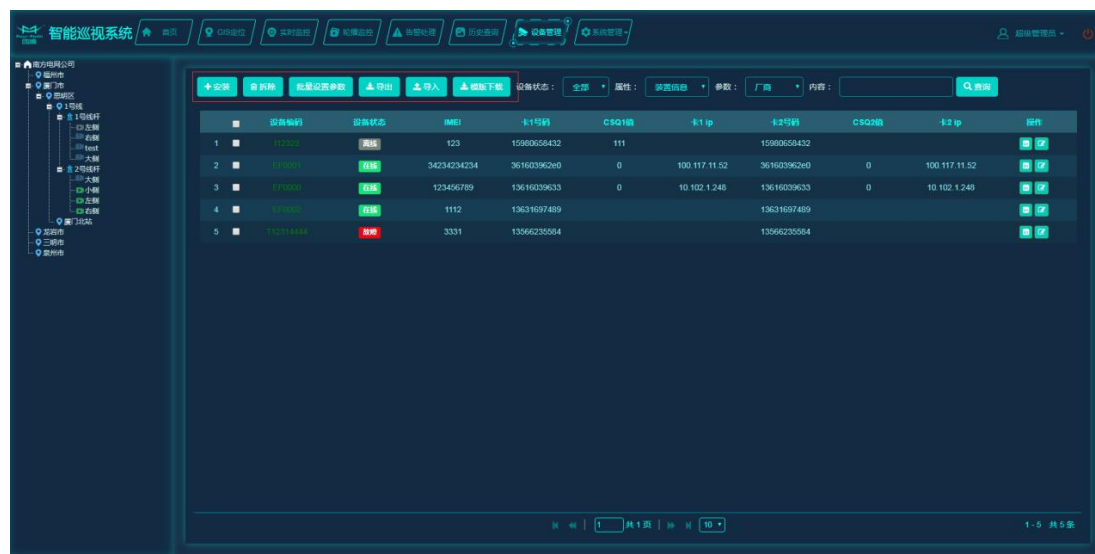 智能巡视系统 首页 GIS定位 实时监控 轮播监控 告警处理 历史查询 设备管理 系统管理 超级管理员
南方电网公司
福州市
厦门市
思明区
1号线
1号线杆
左侧
右侧
test
大侧
2号线杆
大侧
小侧
左侧
右侧
厦门北站
龙岩市
三明市
泉州市
安装 拆除 批量设置参数 导出 导入 模版下载 设备状态： 全部 属性： 装置信息 参数： 厂商 内容： 查询
设备编码 设备状态 IMEI 卡1号码 CSQ1值 卡1 ip 卡2号码 CSQ2值 卡2 ip 操作
1 离线 123 15980658432 111 15980658432
2 在线 34234234234 361603962e0 0 100.117.11.52 361603962e0 0 100.117.11.52
3 在线 123456789 13616039633 0 10.102.1.248 13616039633 0 10.102.1.248
4 在线 1112 13631697489 13631697489
5 故障 3331 13566235584 13566235584
1 共1页 10 1 - 5 共5条